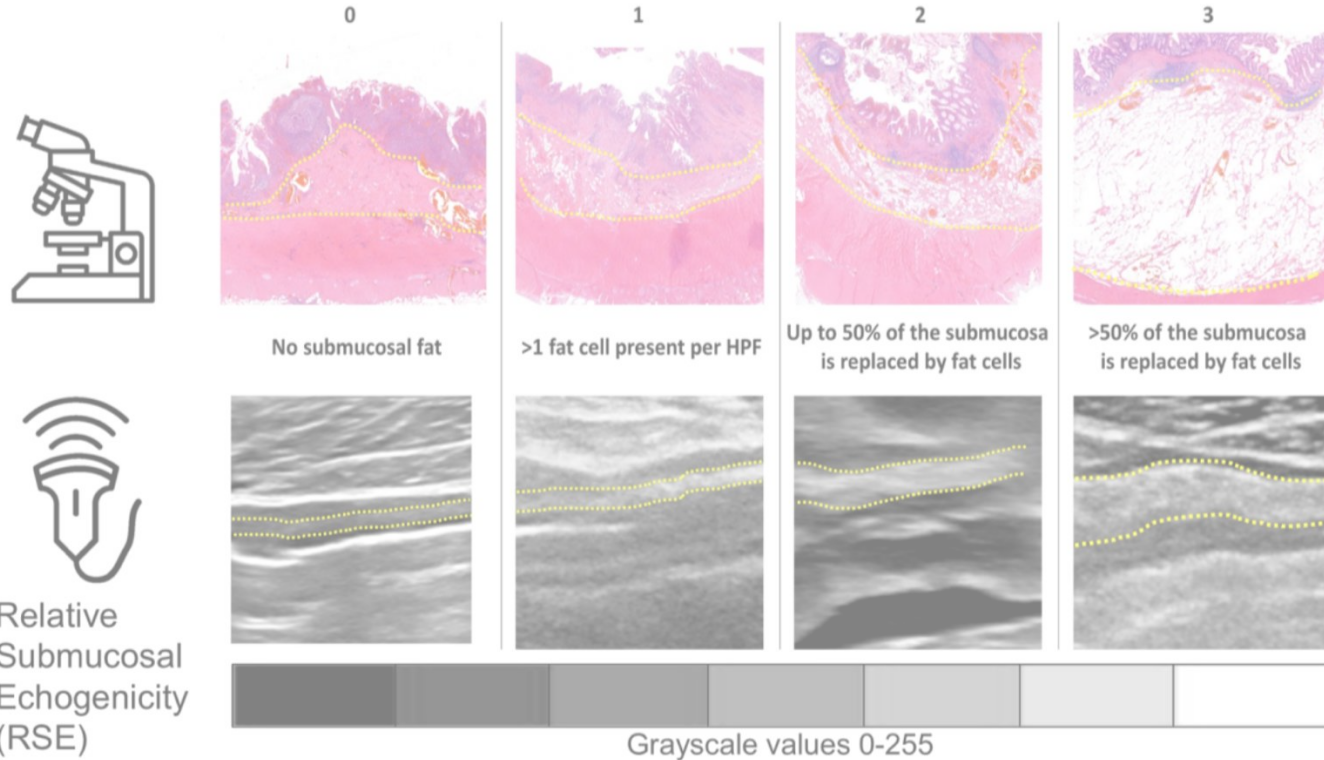 0
1
2
3
No submucosal fat
>1 fat cell present per HPF
Up to 50% of the submucosa
is replaced by fat cells
>50% of the submucosa
is replaced by fat cells
Relative
Submucosal
Echogenicity
(RSE)
Grayscale values 0-255